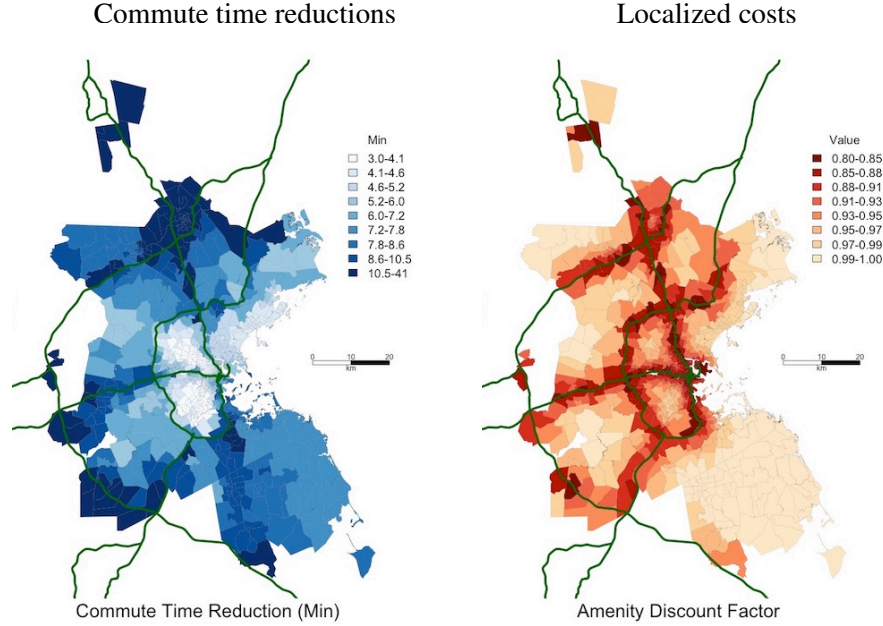 Commute time reductions
Localized costs
Min
3.0-4.1
4.1-4.6
4.6-5.2
5.2-6.0
6.0-7.2
7.2-7.8
7.8-8.6
8.6-10.5
10.5-41
0 10 20
km
Commute Time Reduction (Min)
Value
0.80-0.85
0.85-0.88
0.88-0.91
0.91-0.93
0.93-0.95
0.95-0.97
0.97-0.99
0.99-1.00
0 10 20
km
Amenity Discount Factor